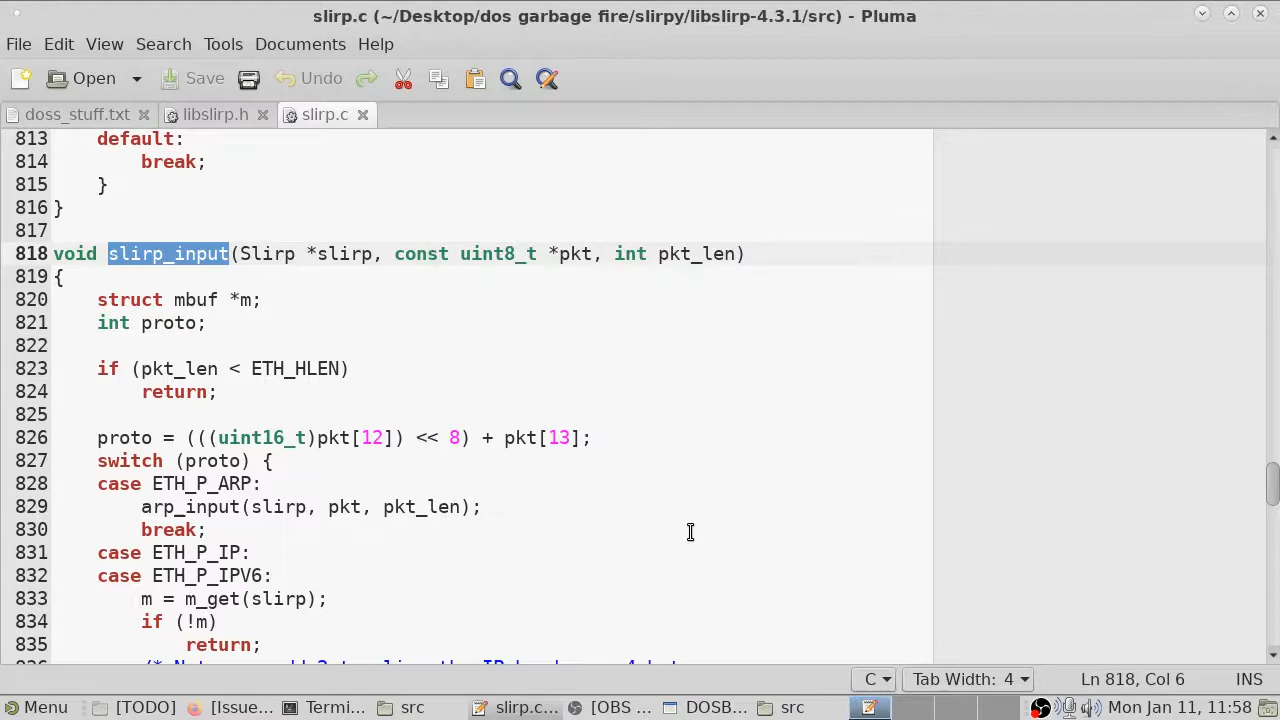 slirp.c (~/Desktop/dos garbage fire/slirpy/libslirp-4.3.1/src) - Pluma
File Edit View Search Tools Documents Help
Open Save Undo
doss_stuff.txt libslirp.h slirp.c
813     default:
814         break;
815     }
816 }
817
818 void slirp_input(Slirp *slirp, const uint8_t *pkt, int pkt_len)
819 {
820     struct mbuf *m;
821     int proto;
822
823     if (pkt_len < ETH_HLEN)
824         return;
825
826     proto = (((uint16_t)pkt[12]) << 8) + pkt[13];
827     switch (proto) {
828     case ETH_P_ARP:
829         arp_input(slirp, pkt, pkt_len);
830         break;
831     case ETH_P_IP:
832     case ETH_P_IPV6:
833         m = m_get(slirp);
834         if (!m)
835             return;
C Tab Width: 4 Ln 818, Col 6 INS
Menu [TODO] [Issue... Termi... src slirp.c... [OBS ... DOSB... src Mon Jan 11, 11:58